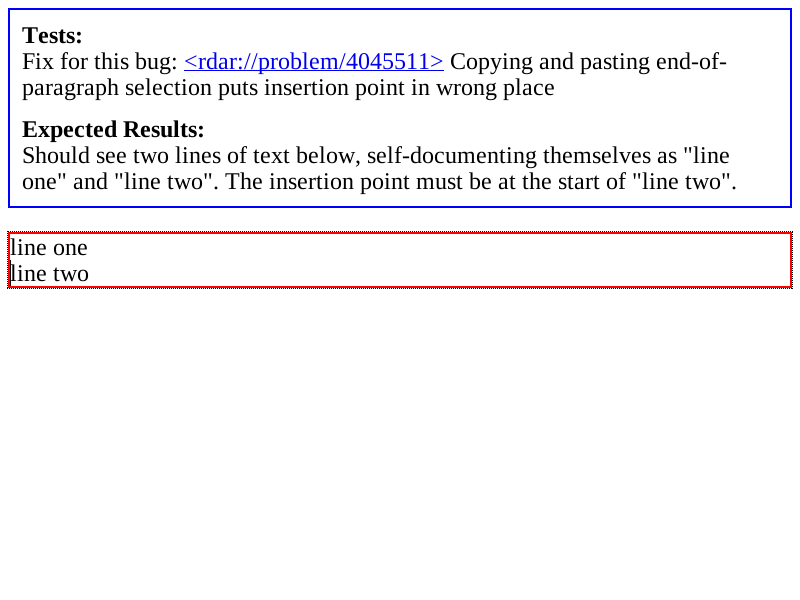 Tests:
Fix for this bug: <rdar://problem/4045511> Copying and pasting end-of-
paragraph selection puts insertion point in wrong place
Expected Results:
Should see two lines of text below, self-documenting themselves as "line
one" and "line two". The insertion point must be at the start of "line two".
line one
line two